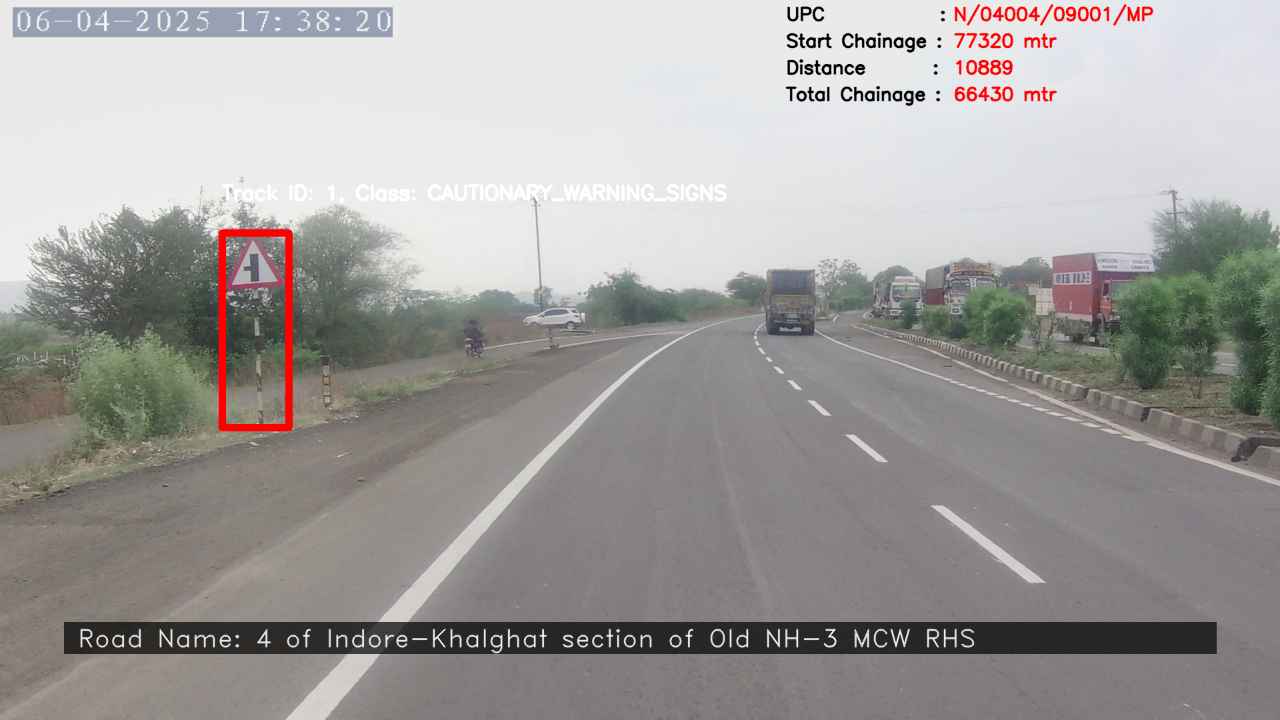 06-04-2025 17:38:20
UPC : N/04004/09001/MP
Start Chainage : 77320 mtr
Distance : 10889
Total Chainage : 66430 mtr
Track ID: 1, Class: CAUTIONARY_WARNING_SIGNS
Road Name: 4 of Indore-Khalghat section of Old NH-3 MCW RHS